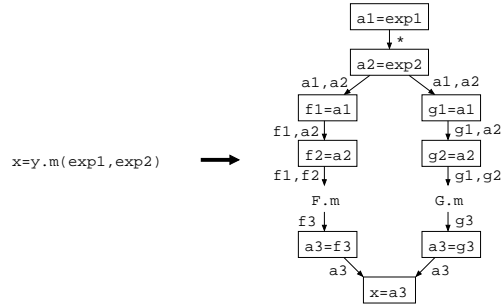 a1=exp1
*
a2=exp2
a1,a2 a1,a2
f1=a1 g1=a1
f1,a2 g1,a2
x=y.m(exp1,exp2) f2=a2 g2=a2
f1,f2 g1,g2
F.m G.m
f3 g3
a3=f3 a3=g3
a3 a3
x=a3